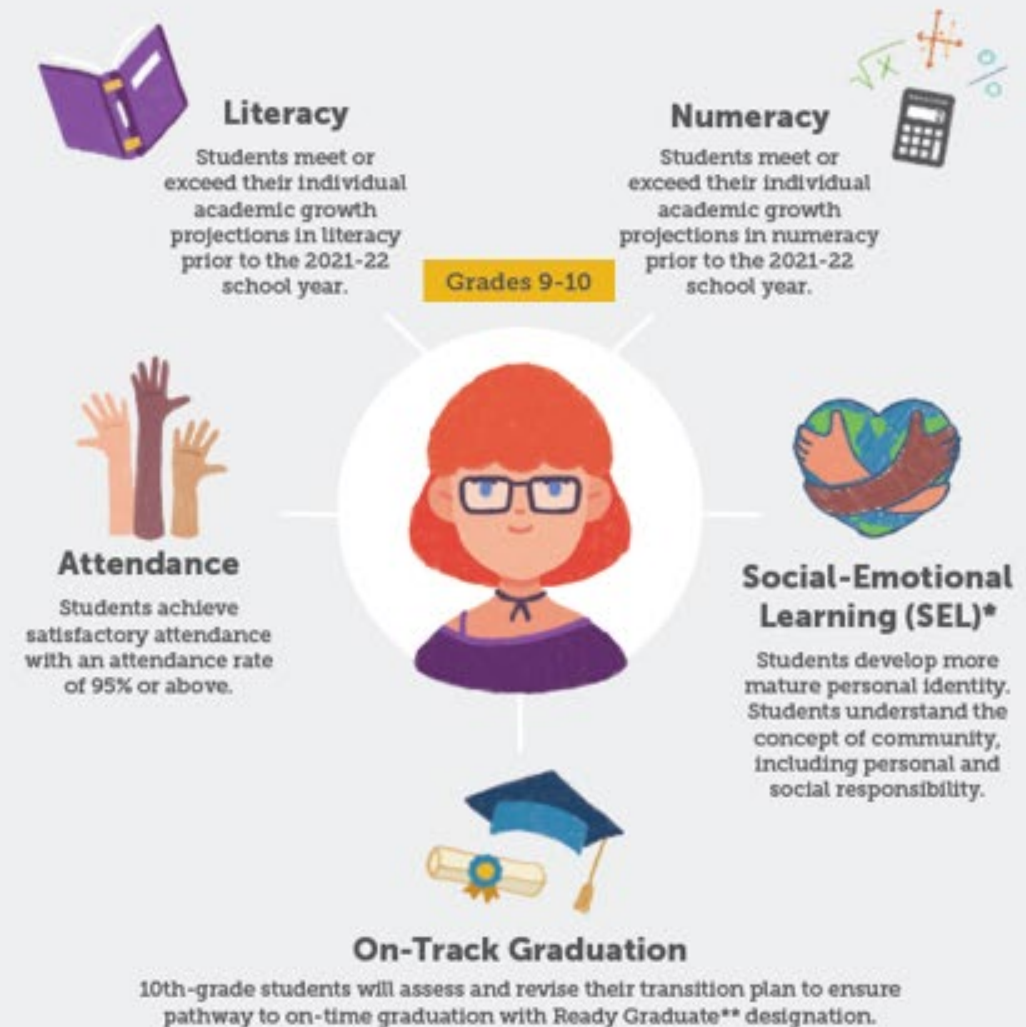 Literacy
Students meet or
exceed their individual
academic growth
projections in literacy
prior to the 2021-22
school year.
Numeracy
Students meet or
exceed their individual
academic growth
projections in numeracy
prior to the 2021-22
school year.
Grades 9-10
Attendance
Students achieve
satisfactory attendance
with an attendance rate
of 95% or above.
Social-Emotional
Learning (SEL)*
Students develop more
mature personal identity.
Students understand the
concept of community,
including personal and
social responsibility.
On-Track Graduation
10th-grade students will assess and revise their transition plan to ensure
pathway to on-time graduation with Ready Graduate** designation.